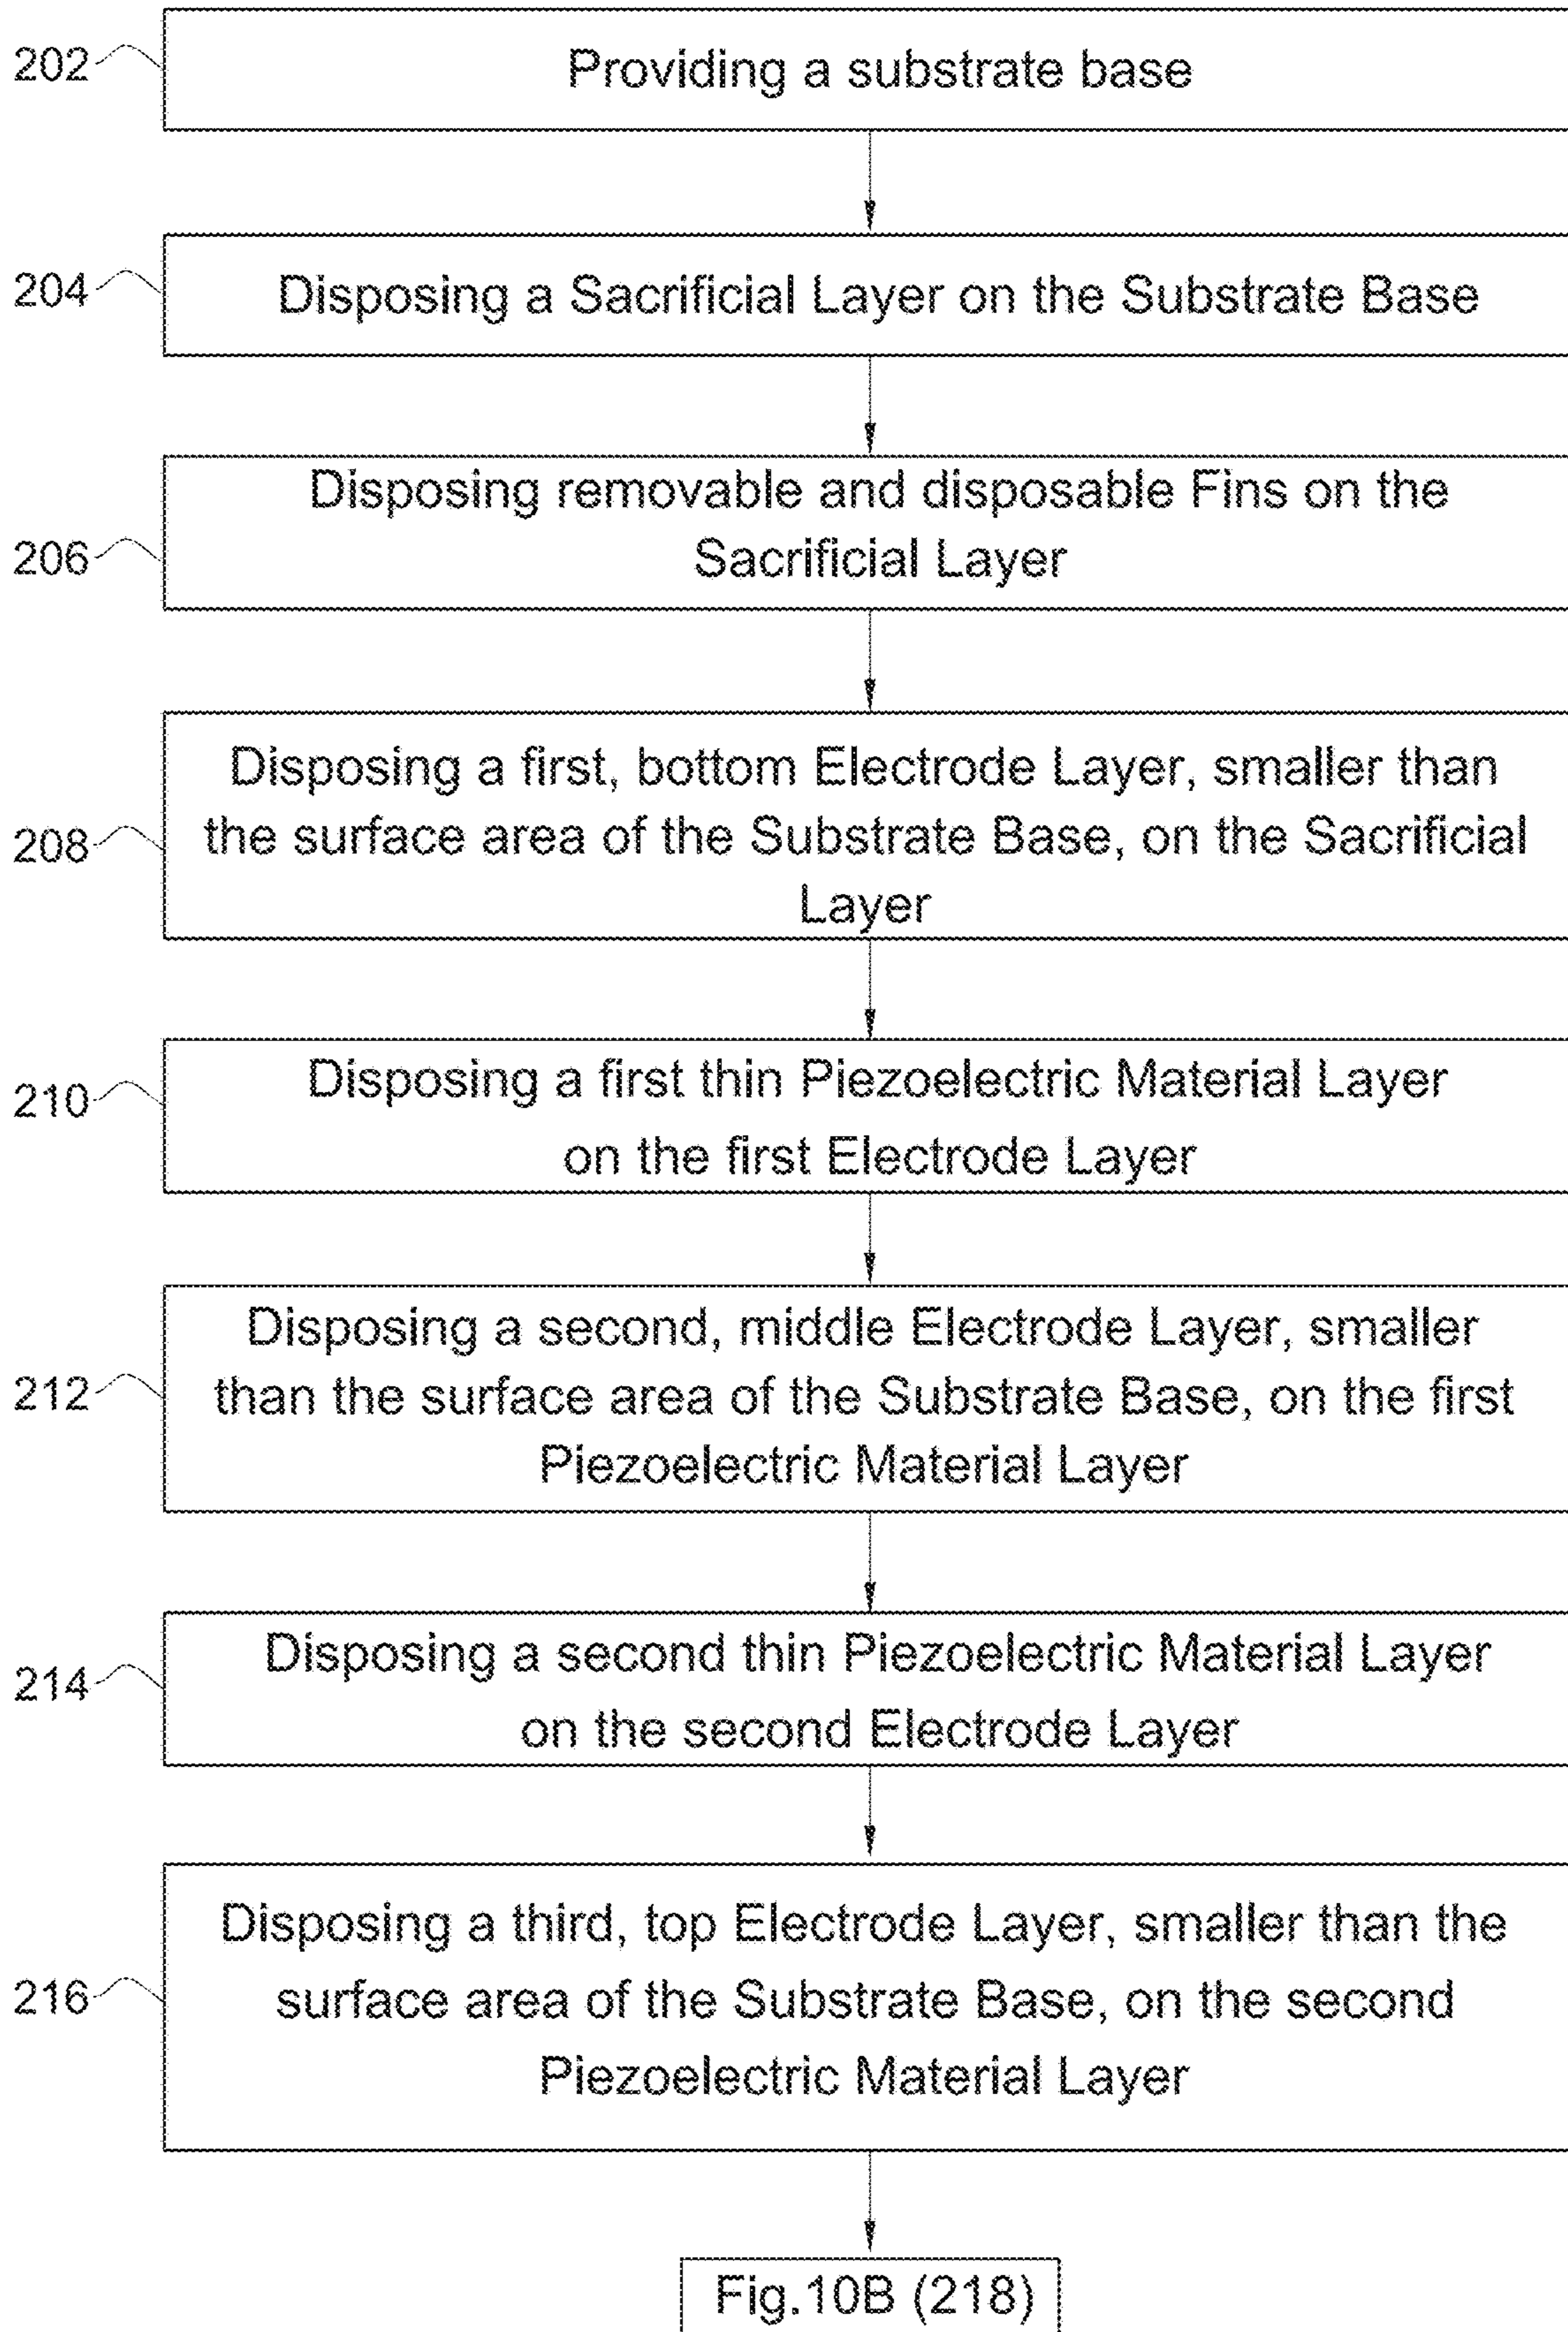 202
Providing a substrate base
204
Disposing a Sacrificial Layer on the Substrate Base
206
Disposing removable and disposable Fins on the
Sacrificial Layer
208
Disposing a first, bottom Electrode Layer, smaller than
the surface area of the Substrate Base, on the Sacrificial
Layer
210
Disposing a first thin Piezoelectric Material Layer
on the first Electrode Layer
212
Disposing a second, middle Electrode Layer, smaller
than the surface area of the Substrate Base, on the first
Piezoelectric Material Layer
214
Disposing a second thin Piezoelectric Material Layer
on the second Electrode Layer
216
Disposing a third, top Electrode Layer, smaller than the
surface area of the Substrate Base, on the second
Piezoelectric Material Layer
Fig.10B (218)